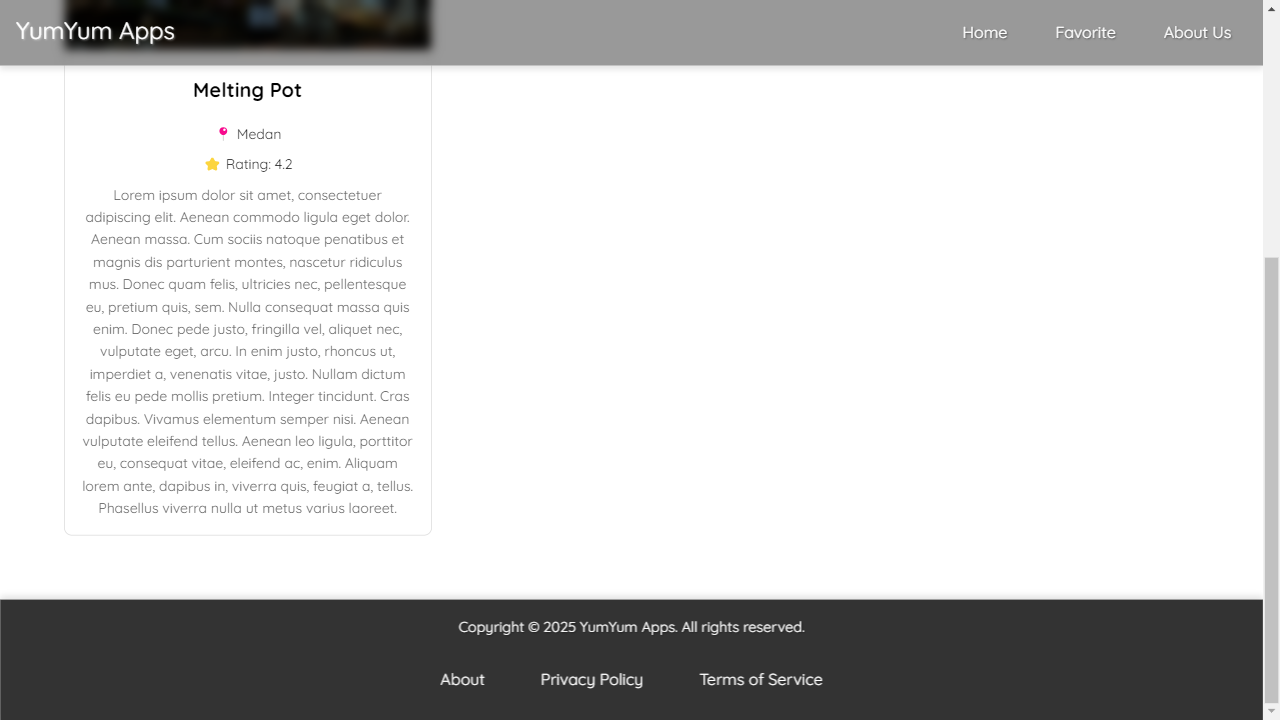 YumYum Apps
Home
Favorite
About Us
Melting Pot
Medan
Rating: 4.2
Lorem ipsum dolor sit amet, consectetuer
adipiscing elit. Aenean commodo ligula eget dolor.
Aenean massa. Cum sociis natoque penatibus et
magnis dis parturient montes, nascetur ridiculus
mus. Donec quam felis, ultricies nec, pellentesque
eu, pretium quis, sem. Nulla consequat massa quis
enim. Donec pede justo, fringilla vel, aliquet nec,
vulputate eget, arcu. In enim justo, rhoncus ut,
imperdiet a, venenatis vitae, justo. Nullam dictum
felis eu pede mollis pretium. Integer tincidunt. Cras
dapibus. Vivamus elementum semper nisi. Aenean
vulputate eleifend tellus. Aenean leo ligula, porttitor
eu, consequat vitae, eleifend ac, enim. Aliquam
lorem ante, dapibus in, viverra quis, feugiat a, tellus.
Phasellus viverra nulla ut metus varius laoreet.
Copyright © 2025 YumYum Apps. All rights reserved.
About
Privacy Policy
Terms of Service